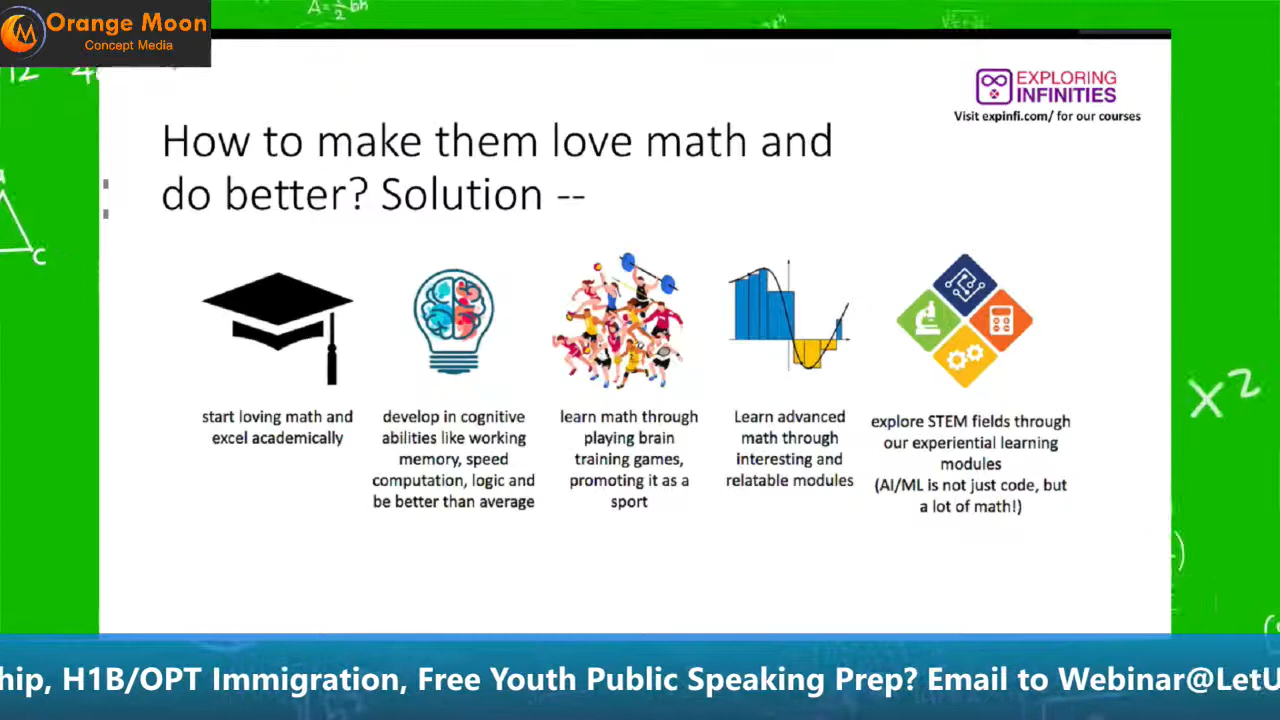 Orange Moon
Concept Media
EXPLORING
INFINITIES
Visit expinfi.com/ for our courses
How to make them love math and
do better? Solution --
start loving math and
excel academically
develop in cognitive
abilities like working
memory, speed
computation, logic and
be better than average
learn math through
playing brain
training games,
promoting it as a
sport
Learn advanced
math through
interesting and
relatable modules
explore STEM fields through
our experiential learning
modules
(AI/ML is not just code, but
a lot of math!)
C
x²
hip, H1B/OPT Immigration, Free Youth Public Speaking Prep? Email to Webinar@LetU